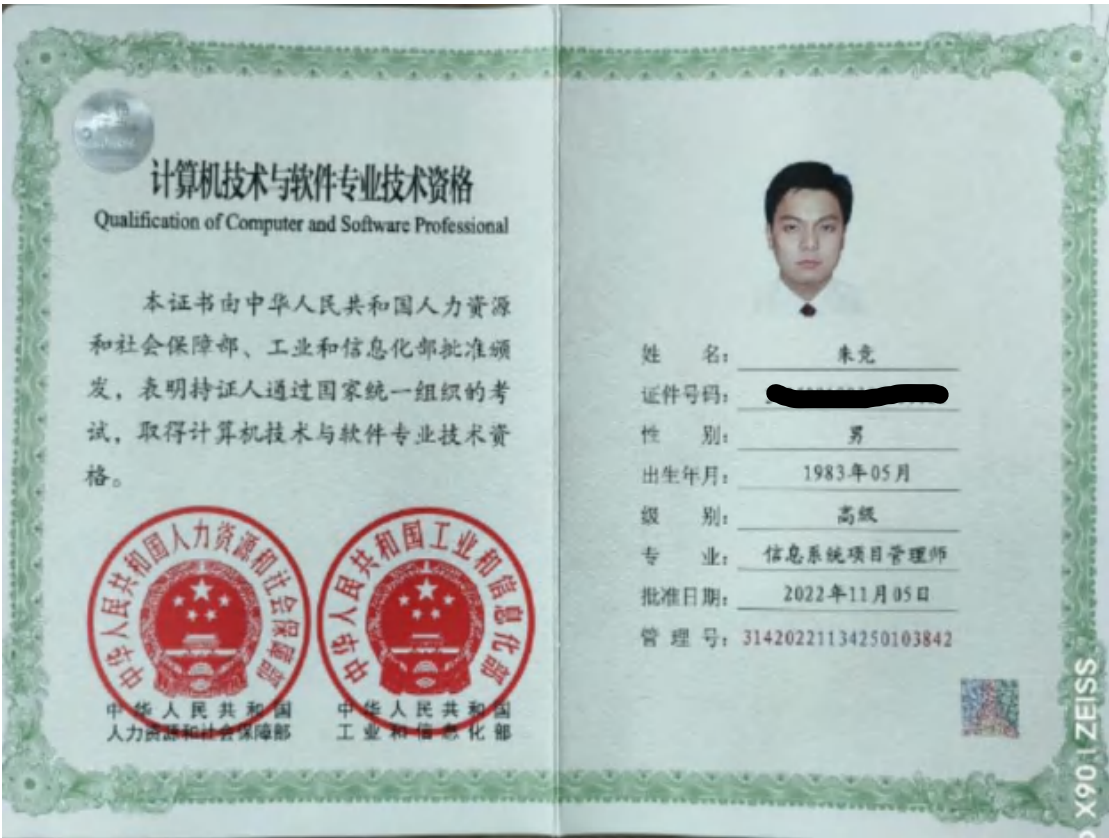 计算机技术与软件专业技术资格
Qualification of Computer and Software Professional
本证书由中华人民共和国人力资源
和社会保障部、工业和信息化部批准颁
发，表明持证人通过国家统一组织的考
试，取得计算机技术与软件专业技术资
格。
中华人民共和国人力资源和社会保障部
中华人民共和国工业和信息化部
中华人民共和国
人力资源和社会保障部
中华人民共和国
工业和信息化部
姓 名： 朱竞
证件号码：
性 别： 男
出生年月： 1983年05月
级 别： 高级
专 业： 信息系统项目管理师
批准日期： 2022年11月05日
管 理 号： 31420221134250103842
X90 | ZEISS